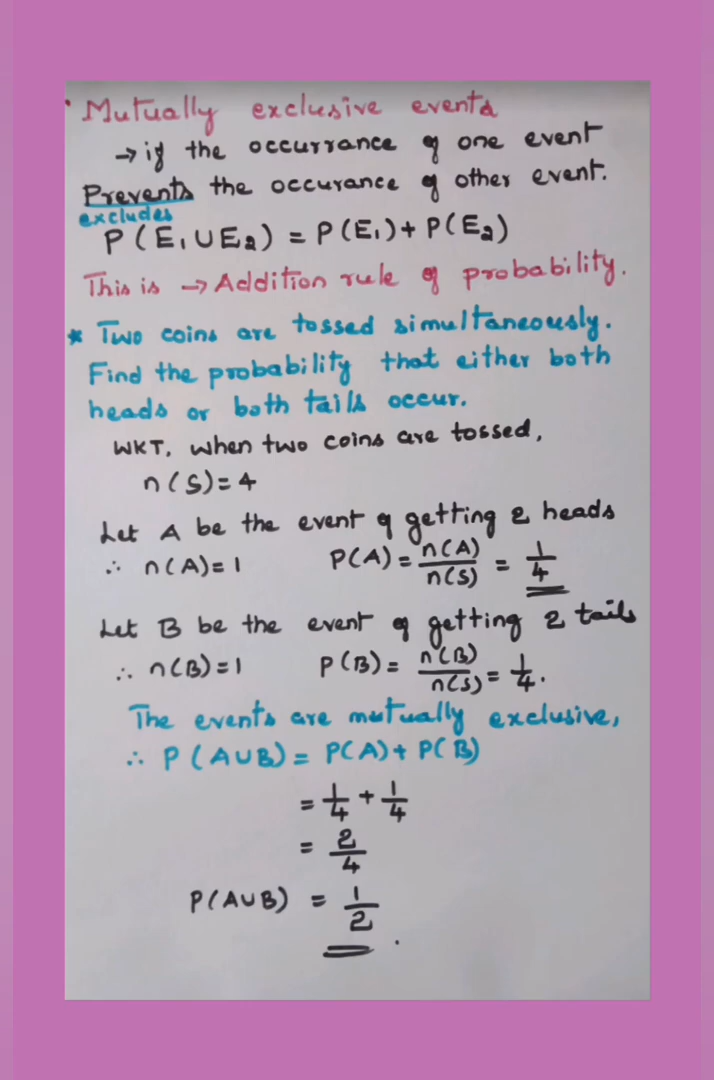 • Mutually exclusive events
→ if the occurrance of one event
Prevents the occurance of other event.
excludes
P(E₁∪E₂) = P(E₁) + P(E₂)
This is → Addition rule of probability.
* Two coins are tossed simultaneously.
Find the probability that either both
heads or both tails occur.
WKT, when two coins are tossed,
n(S) = 4
Let A be the event of getting 2 heads
∴ n(A) = 1 P(A) = n(A)/n(S) = 1/4
Let B be the event of getting 2 tails
∴ n(B) = 1 P(B) = n(B)/n(S) = 1/4.
The events are mutually exclusive,
∴ P(A∪B) = P(A) + P(B)
= 1/4 + 1/4
= 2/4
P(A∪B) = 1/2.